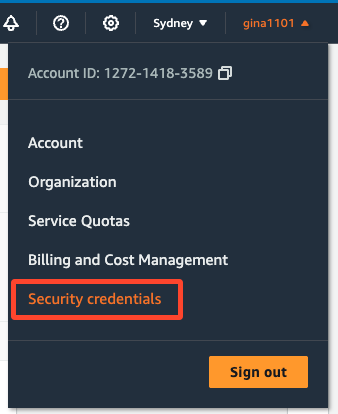 Sydney gina1101
Account ID: 1272-1418-3589
Account
Organization
Service Quotas
Billing and Cost Management
Security credentials
Sign out